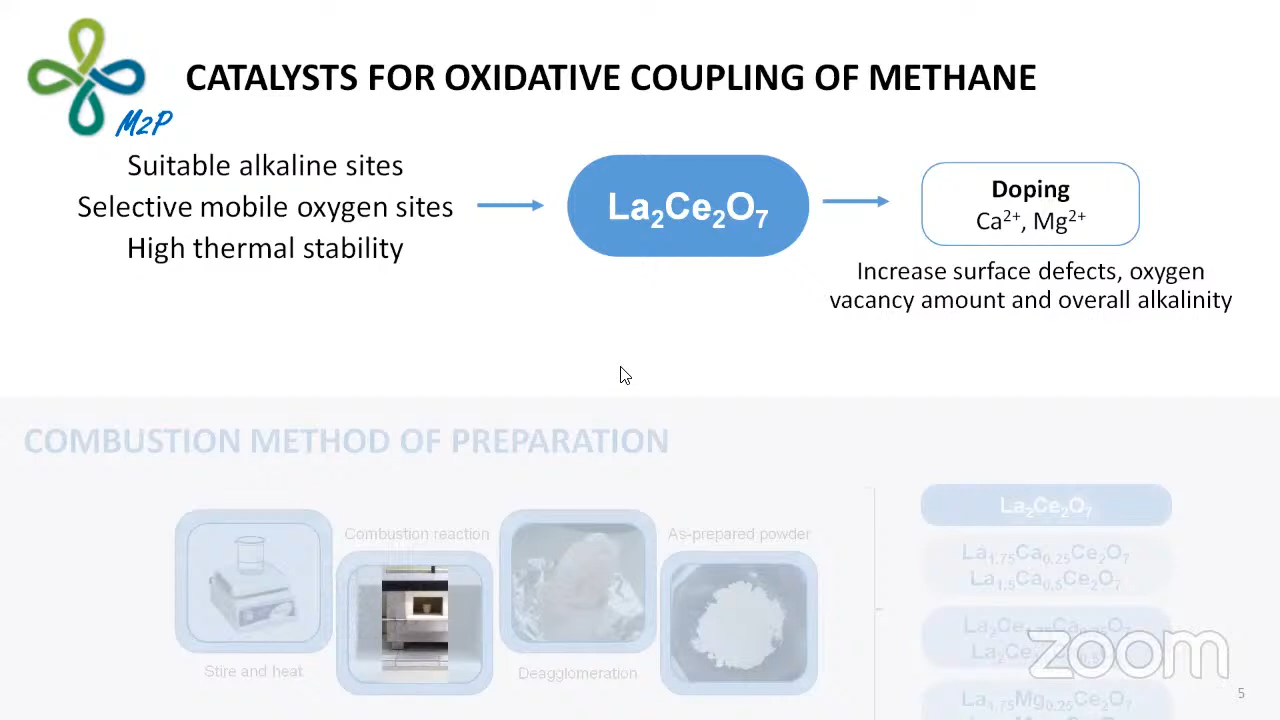 CATALYSTS FOR OXIDATIVE COUPLING OF METHANE
M2P
Suitable alkaline sites
Selective mobile oxygen sites
High thermal stability
La₂Ce₂O₇
Doping
Ca²⁺, Mg²⁺
Increase surface defects, oxygen
vacancy amount and overall alkalinity
COMBUSTION METHOD OF PREPARATION
Combustion reaction
As-prepared powder
Stire and heat
Deagglomeration
La₂Ce₂O₇
La₁.₇₅Ca₀.₂₅Ce₂O₇
La₁.₅Ca₀.₅Ce₂O₇
La₁.₇₅Mg₀.₂₅Ce₂O₇
zoom
5